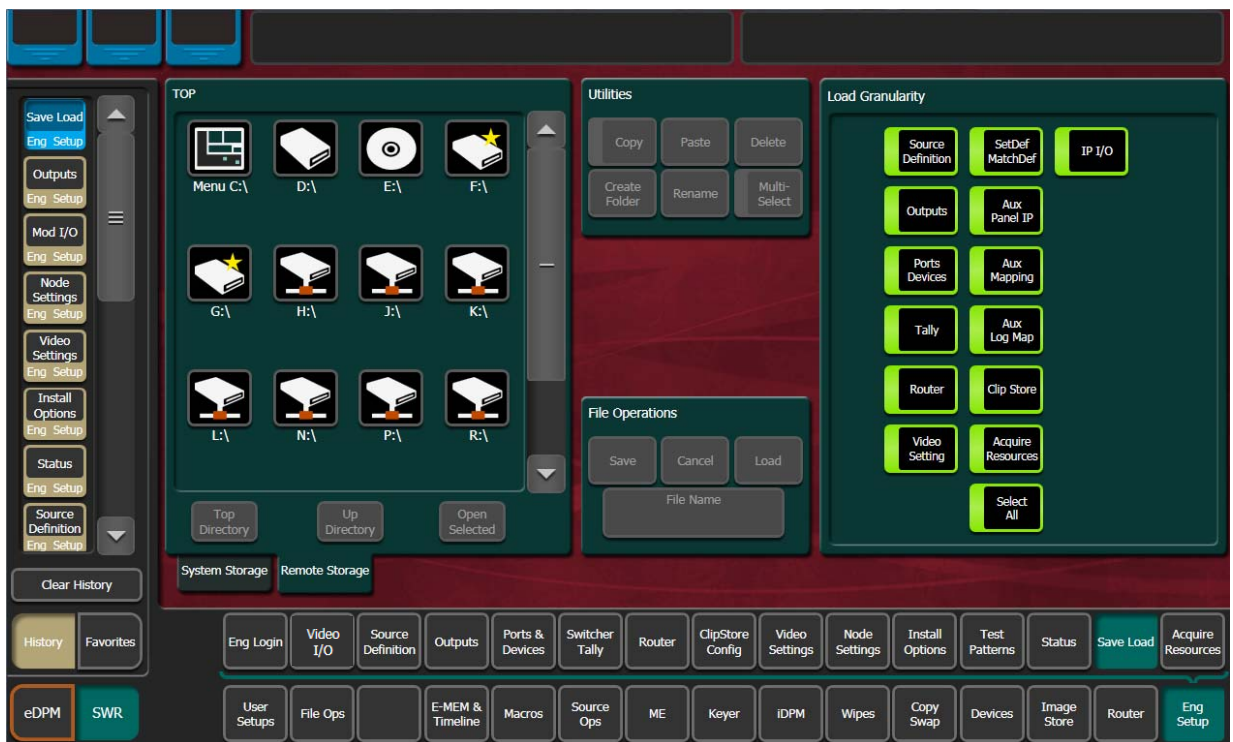 TOP
Utilities
Load Granularity
Save Load
Eng Setup
Outputs
Eng Setup
Mod I/O
Eng Setup
Node
Settings
Eng Setup
Video
Settings
Eng Setup
Install
Options
Eng Setup
Status
Eng Setup
Source
Definition
Eng Setup
Clear History
History
Favorites
eDPM
SWR
Menu C:\
D:\
E:\
F:\
G:\
H:\
J:\
K:\
L:\
N:\
P:\
R:\
Top
Directory
Up
Directory
Open
Selected
System Storage
Remote Storage
Copy
Paste
Delete
Create
Folder
Rename
Multi-
Select
File Operations
Save
Cancel
Load
File Name
Source
Definition
SetDef
MatchDef
IP I/O
Outputs
Aux
Panel IP
Ports
Devices
Aux
Mapping
Tally
Aux
Log Map
Router
Clip Store
Video
Setting
Acquire
Resources
Select
All
Eng Login
Video
I/O
Source
Definition
Outputs
Ports &
Devices
Switcher
Tally
Router
ClipStore
Config
Video
Settings
Node
Settings
Install
Options
Test
Patterns
Status
Save Load
Acquire
Resources
User
Setups
File Ops
E-MEM &
Timeline
Macros
Source
Ops
ME
Keyer
iDPM
Wipes
Copy
Swap
Devices
Image
Store
Router
Eng
Setup